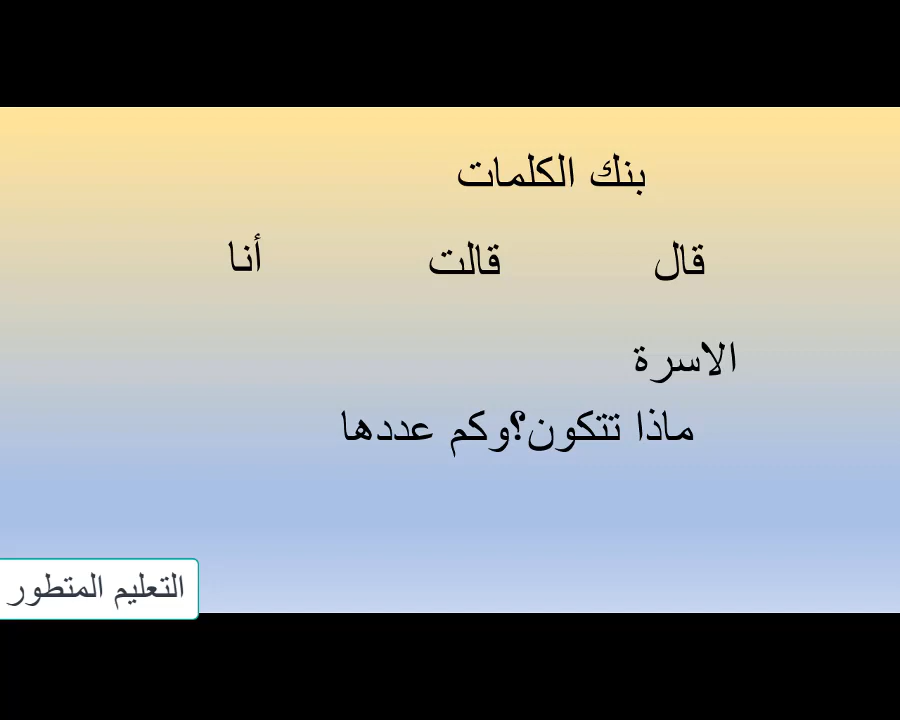 بنك الكلمات
قال قالت أنا
الاسرة
ماذا تتكون؟وكم عددها
التعليم المتطور